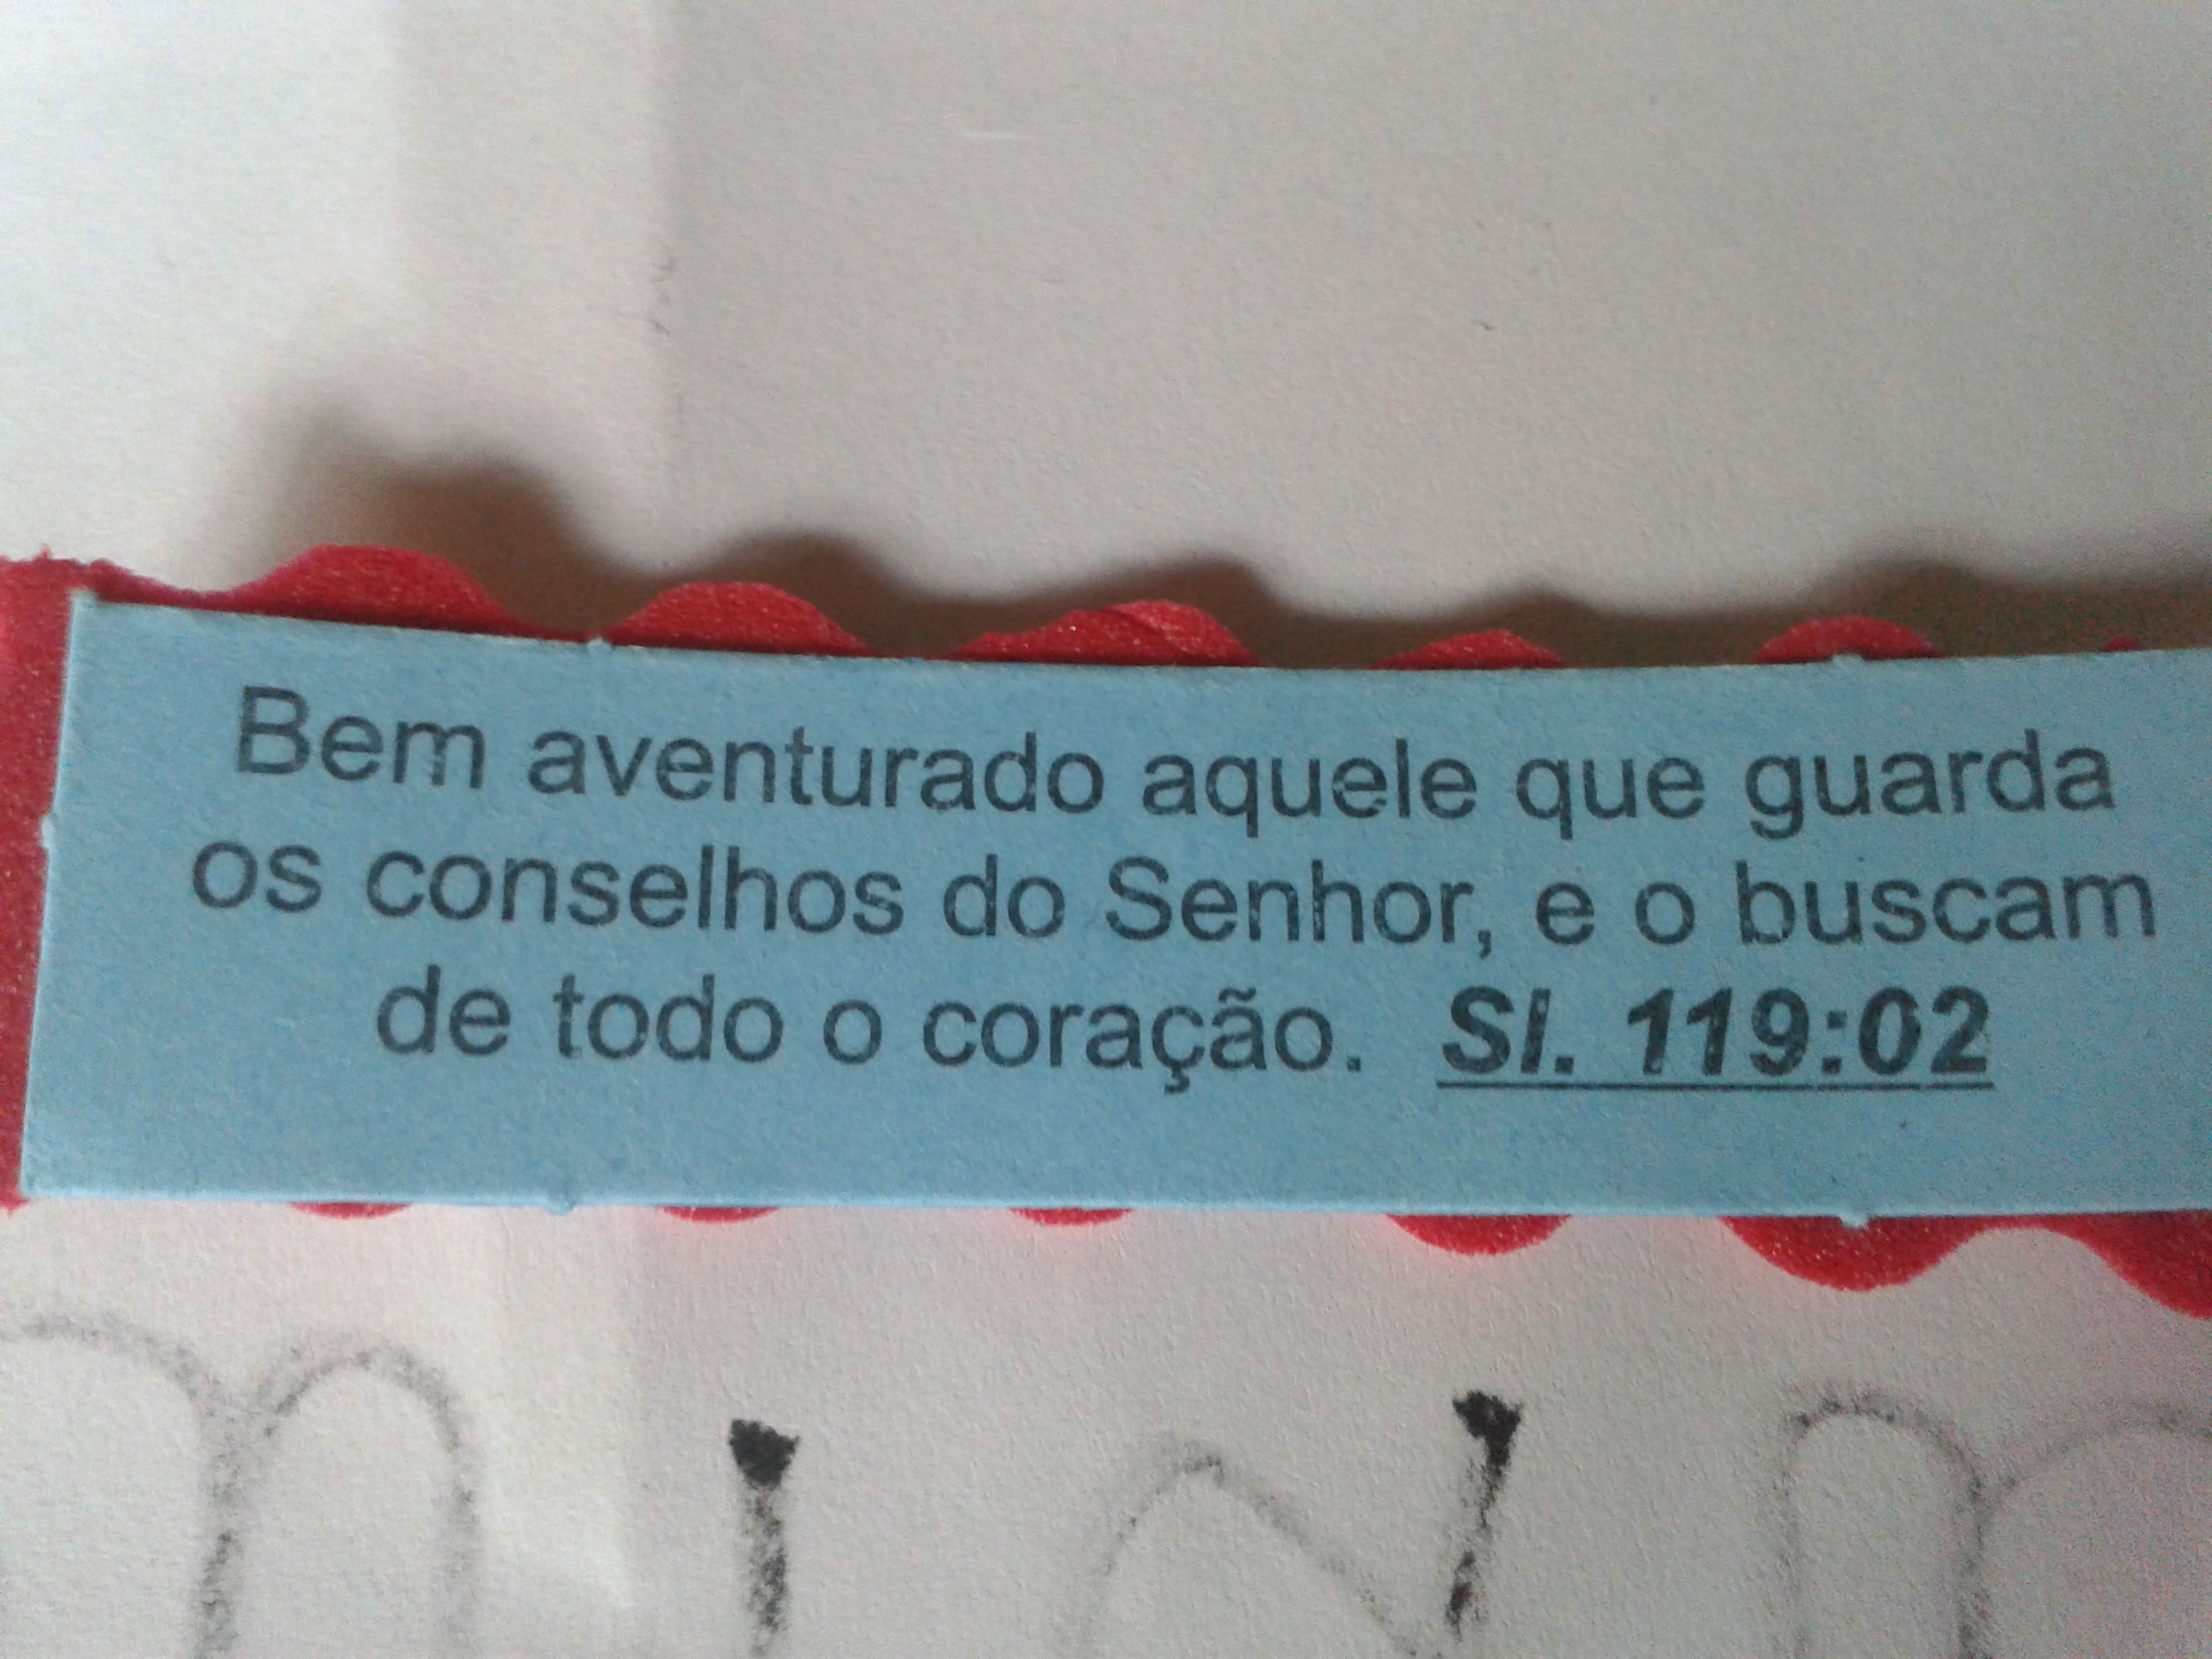 Bem aventurado aquele que guarda
os conselhos do Senhor, e o buscam
de todo o coração. Sl. 119:02